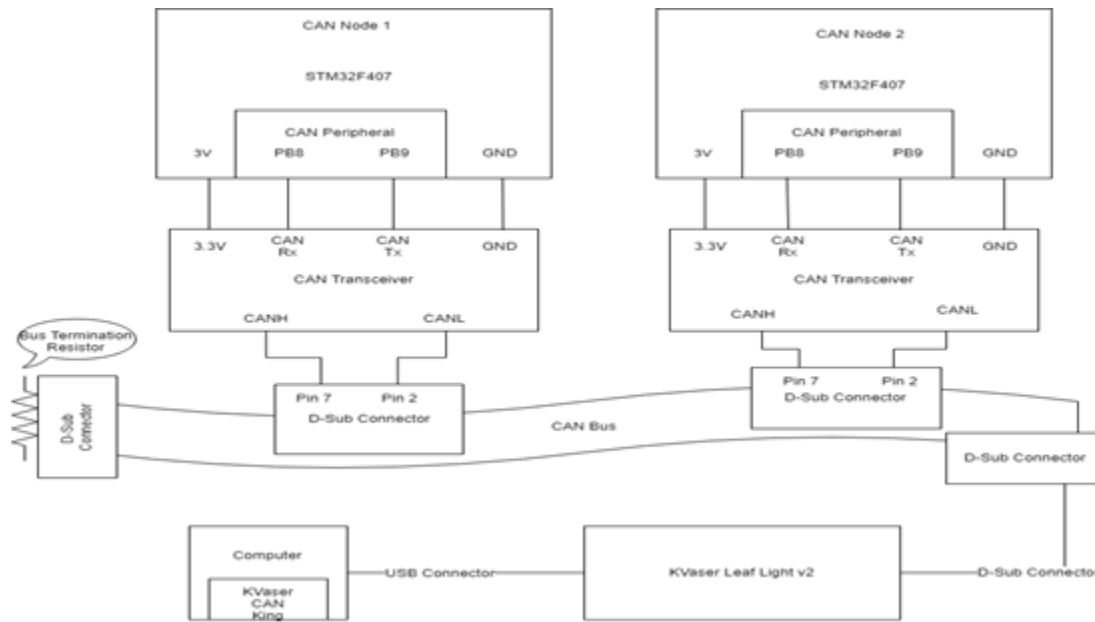 CAN Node 1
STM32F407
CAN Peripheral
3V PB8 PB9 GND
3.3V CAN Rx CAN Tx GND
CAN Transceiver
CANH CANL
Pin 7 Pin 2
D-Sub Connector
CAN Node 2
STM32F407
CAN Peripheral
3V PB8 PB9 GND
3.3V CAN Rx CAN Tx GND
CAN Transceiver
CANH CANL
Pin 7 Pin 2
D-Sub Connector
Bus Termination
Resistor
D-Sub
Connector
CAN Bus
D-Sub Connector
Computer
KVaser
CAN
King
USB Connector
KVaser Leaf Light v2
D-Sub Connector